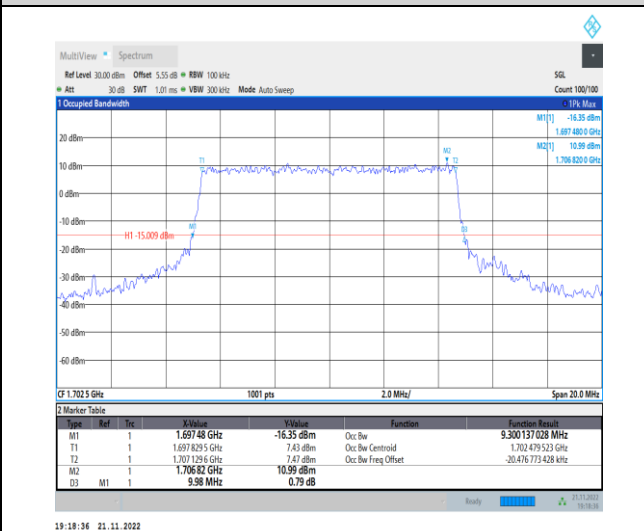 MultiView Spectrum
Ref Level 30.00 dBm Offset 5.55 dB RBW 100 kHz SGL
Att 30 dB SWT 1.01 ms VBW 300 kHz Mode Auto Sweep Count 100/100
1 Occupied Bandwidth 1Pk Max
M1[1] -16.35 dBm
1.697 480 0 GHz
M2[1] 10.99 dBm
1.706 820 0 GHz
20 dBm
M2
T1 T2
10 dBm
0 dBm
-10 dBm
M1 D3
H1 -15.009 dBm
-20 dBm
-30 dBm
-40 dBm
-50 dBm
-60 dBm
CF 1.702 5 GHz 1001 pts 2.0 MHz/ Span 20.0 MHz
2 Marker Table
Type Ref Trc X-Value Y-Value Function Function Result
M1 1 1.697 48 GHz -16.35 dBm Occ Bw 9.300 137 028 MHz
T1 1 1.697 829 5 GHz 7.43 dBm Occ Bw Centroid 1.702 479 523 GHz
T2 1 1.707 129 6 GHz 7.47 dBm Occ Bw Freq Offset -20.476 773 428 kHz
M2 1 1.706 82 GHz 10.99 dBm
D3 M1 1 9.98 MHz 0.79 dB
Ready 21.11.2022
19:18:36
19:18:36 21.11.2022